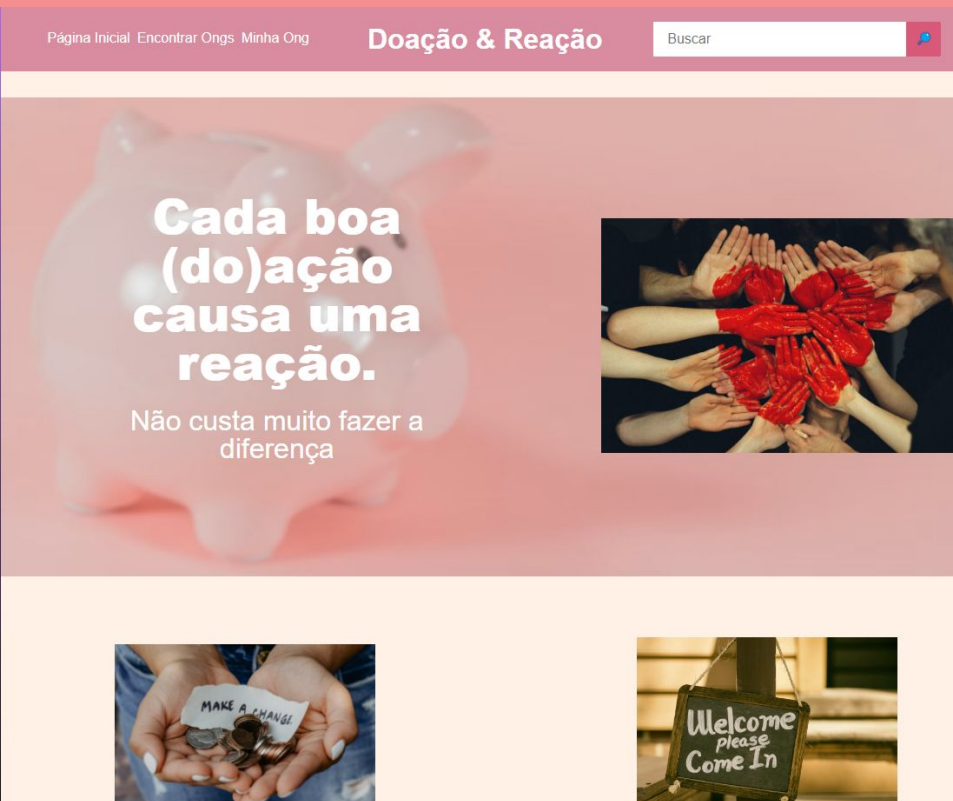 Página Inicial Encontrar Ongs Minha Ong
Doação & Reação
Buscar
Cada boa
(do)ação
causa uma
reação.
Não custa muito fazer a
diferença
MAKE A CHANGE
Welcome
please
Come In